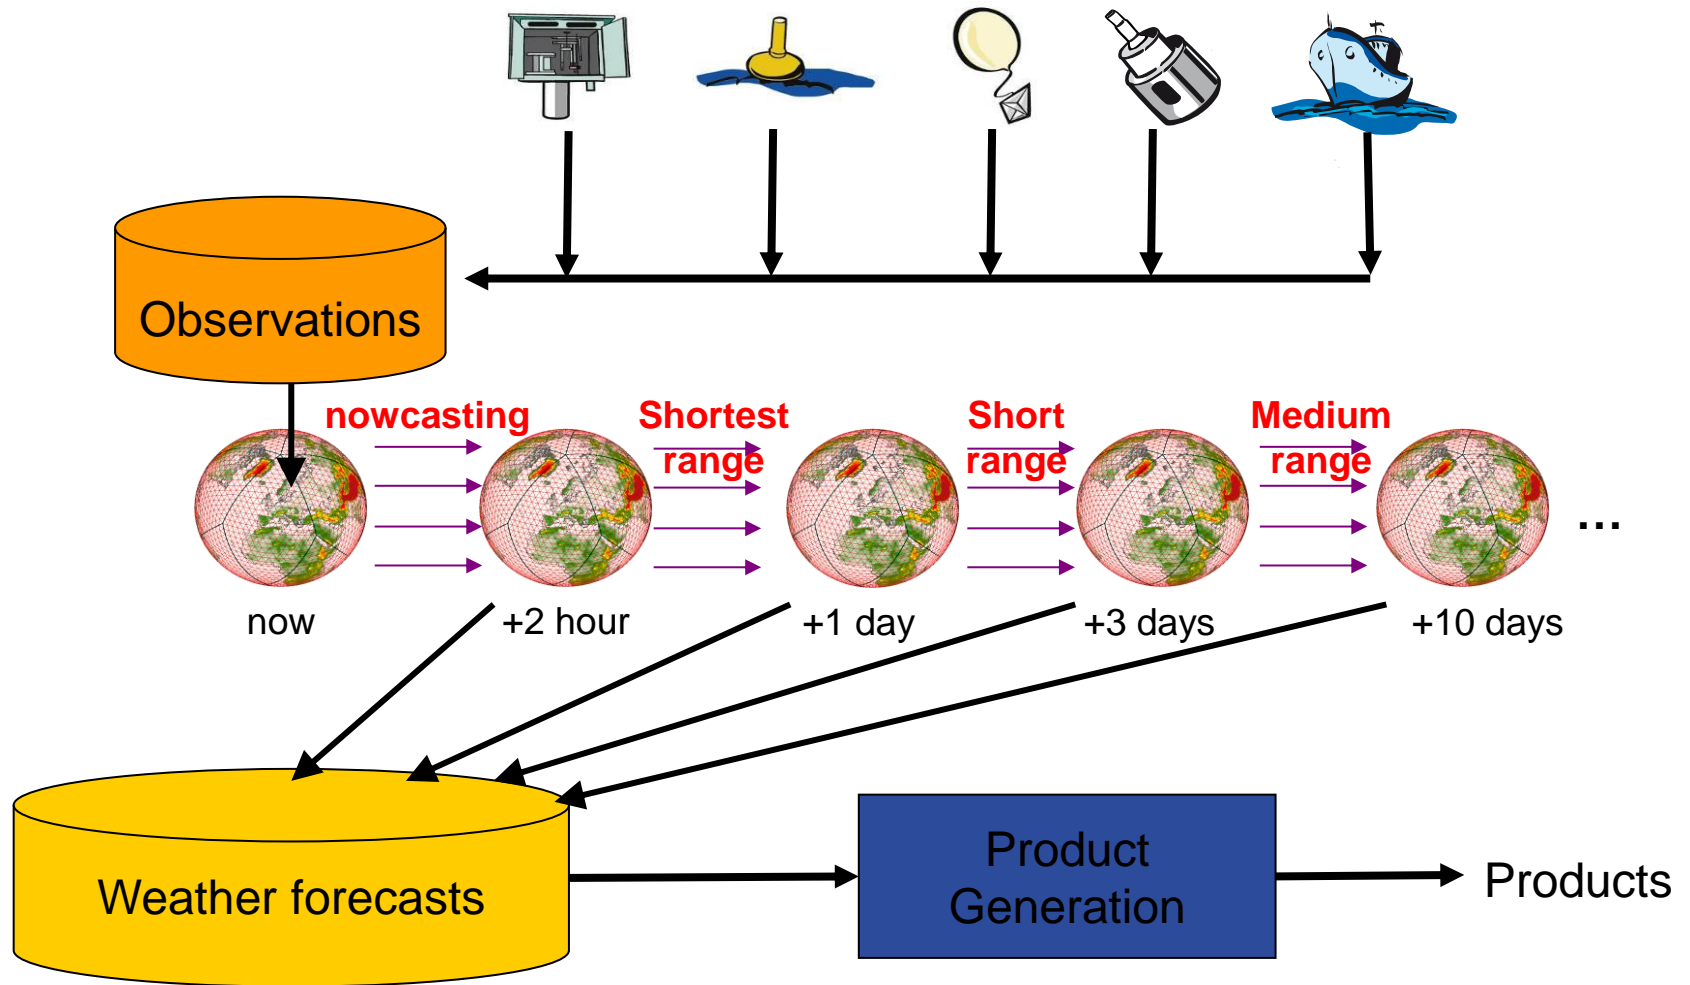 Observations
nowcasting
Shortest
range
Short
range
Medium
range
...
now
+2 hour
+1 day
+3 days
+10 days
Weather forecasts
Product
Generation
Products